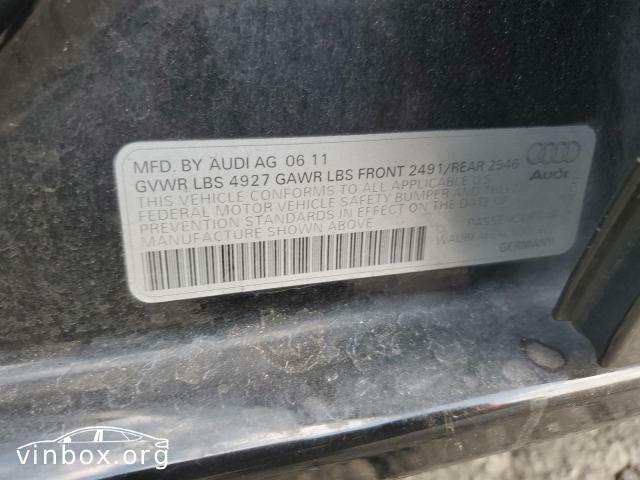 MFD. BY AUDI AG 06 11
GVWR LBS 4927 GAWR LBS FRONT 2491/REAR 2546
THIS VEHICLE CONFORMS TO ALL APPLICABLE U.S.
FEDERAL MOTOR VEHICLE SAFETY BUMPER AND THEFT
PREVENTION STANDARDS IN EFFECT ON THE DATE OF
MANUFACTURE SHOWN ABOVE
Audi
PASSENGER
GERMANY
vinbox.org